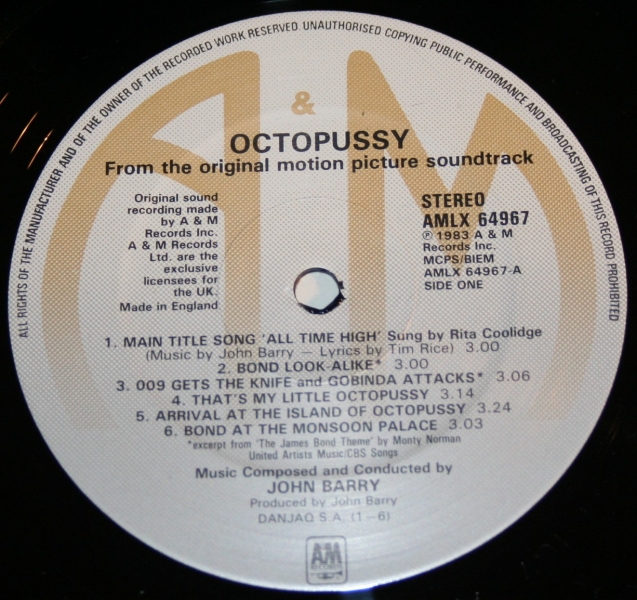 ALL RIGHTS OF THE MANUFACTURER AND OF THE OWNER OF THE RECORDED WORK RESERVED. UNAUTHORISED COPYING PUBLIC PERFORMANCE AND BROADCASTING OF THIS RECORD PROHIBITED
&
OCTOPUSSY
From the original motion picture soundtrack
Original sound
recording made
by A & M
Records Inc.
A & M Records
Ltd. are the
exclusive
licensees for
the UK.
Made in England
STEREO
AMLX 64967
℗ 1983 A & M
Records Inc.
MCPS/BIEM
AMLX 64967-A
SIDE ONE
1. MAIN TITLE SONG 'ALL TIME HIGH' Sung by Rita Coolidge
(Music by John Barry — Lyrics by Tim Rice) 3.00
2. BOND LOOK-ALIKE* 3.00
3. 009 GETS THE KNIFE and GOBINDA ATTACKS* 3.06
4. THAT'S MY LITTLE OCTOPUSSY 3.14
5. ARRIVAL AT THE ISLAND OF OCTOPUSSY 3.24
6. BOND AT THE MONSOON PALACE 3.03
*excerpt from 'The James Bond Theme' by Monty Norman
United Artists Music/CBS Songs
Music Composed and Conducted by
JOHN BARRY
Produced by John Barry
DANJAQ S.A. (1—6)
A&M
RECORDS